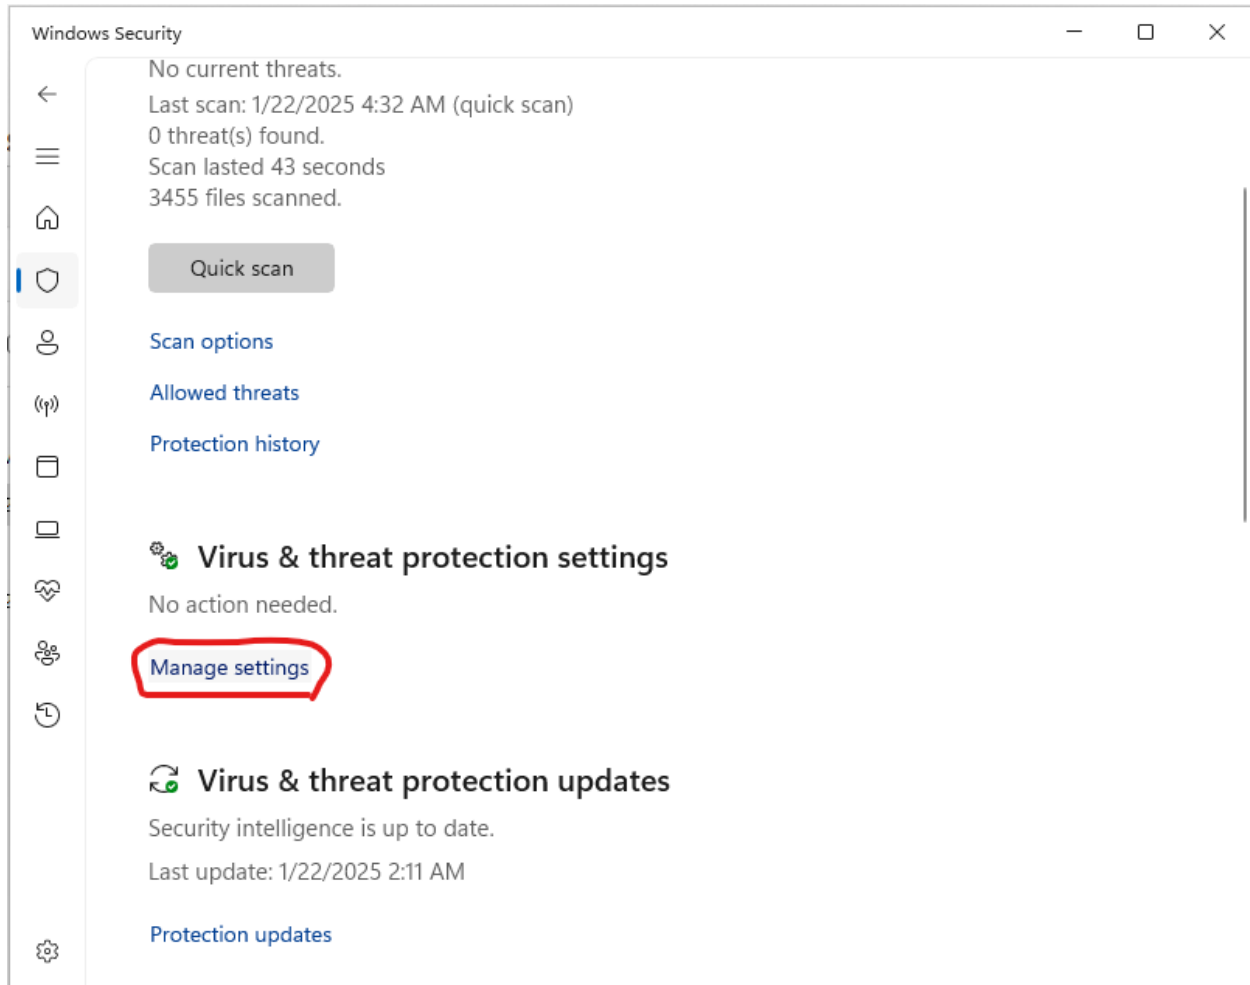 Windows Security
No current threats.
Last scan: 1/22/2025 4:32 AM (quick scan)
0 threat(s) found.
Scan lasted 43 seconds
3455 files scanned.
Quick scan
Scan options
Allowed threats
Protection history
Virus & threat protection settings
No action needed.
Manage settings
Virus & threat protection updates
Security intelligence is up to date.
Last update: 1/22/2025 2:11 AM
Protection updates